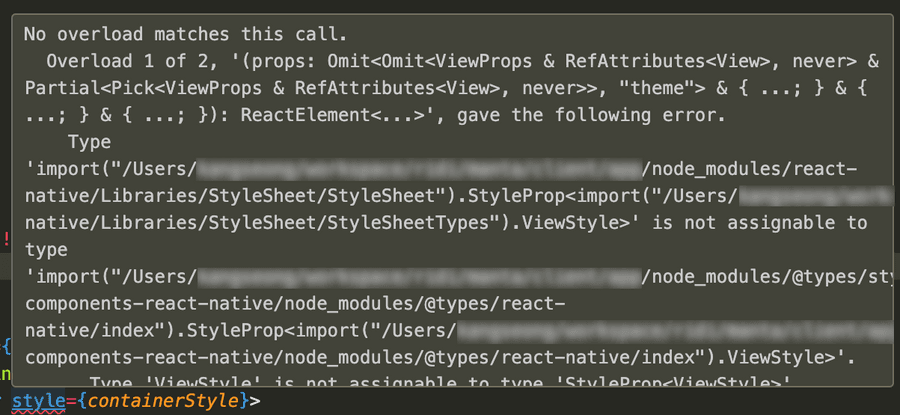 No overload matches this call.
Overload 1 of 2, '(props: Omit<Omit<ViewProps & RefAttributes<View>, never> &
Partial<Pick<ViewProps & RefAttributes<View>, never>>, "theme"> & { ...; } & {
...; } & { ...; }): ReactElement<...>', gave the following error.
Type
'import("/Users/ /node_modules/react-
native/Libraries/StyleSheet/StyleSheet").StyleProp<import("/Users/
native/Libraries/StyleSheet/StyleSheetTypes").ViewStyle>' is not assignable to
!
type
'import("/Users/ /node_modules/@types/sty
components-react-native/node_modules/@types/react-
native/index").StyleProp<import("/Users/
={
components-react-native/node_modules/@types/react-native/index").ViewStyle>'.
an
Type 'ViewStyle' is not assignable to type 'StyleProp<ViewStyle>'
style={containerStyle}>